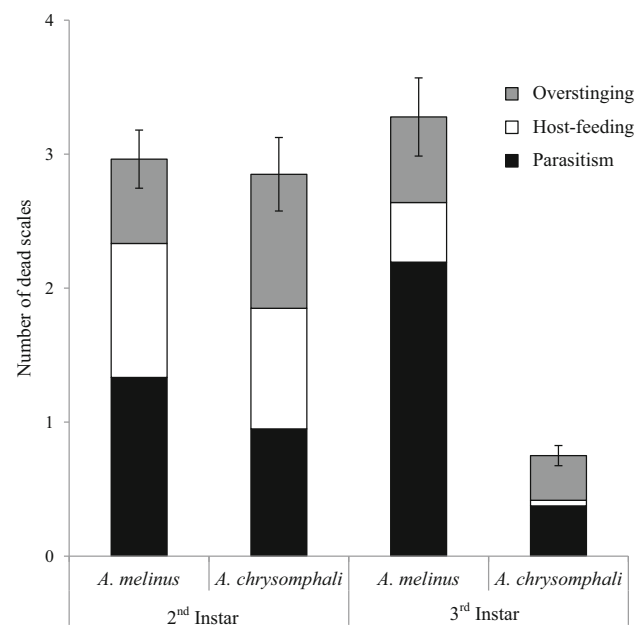 4
3
2
1
0
Number of dead scales
Overstinging
Host-feeding
Parasitism
A. melinus A. chrysomphali A. melinus A. chrysomphali
2nd Instar 3rd Instar